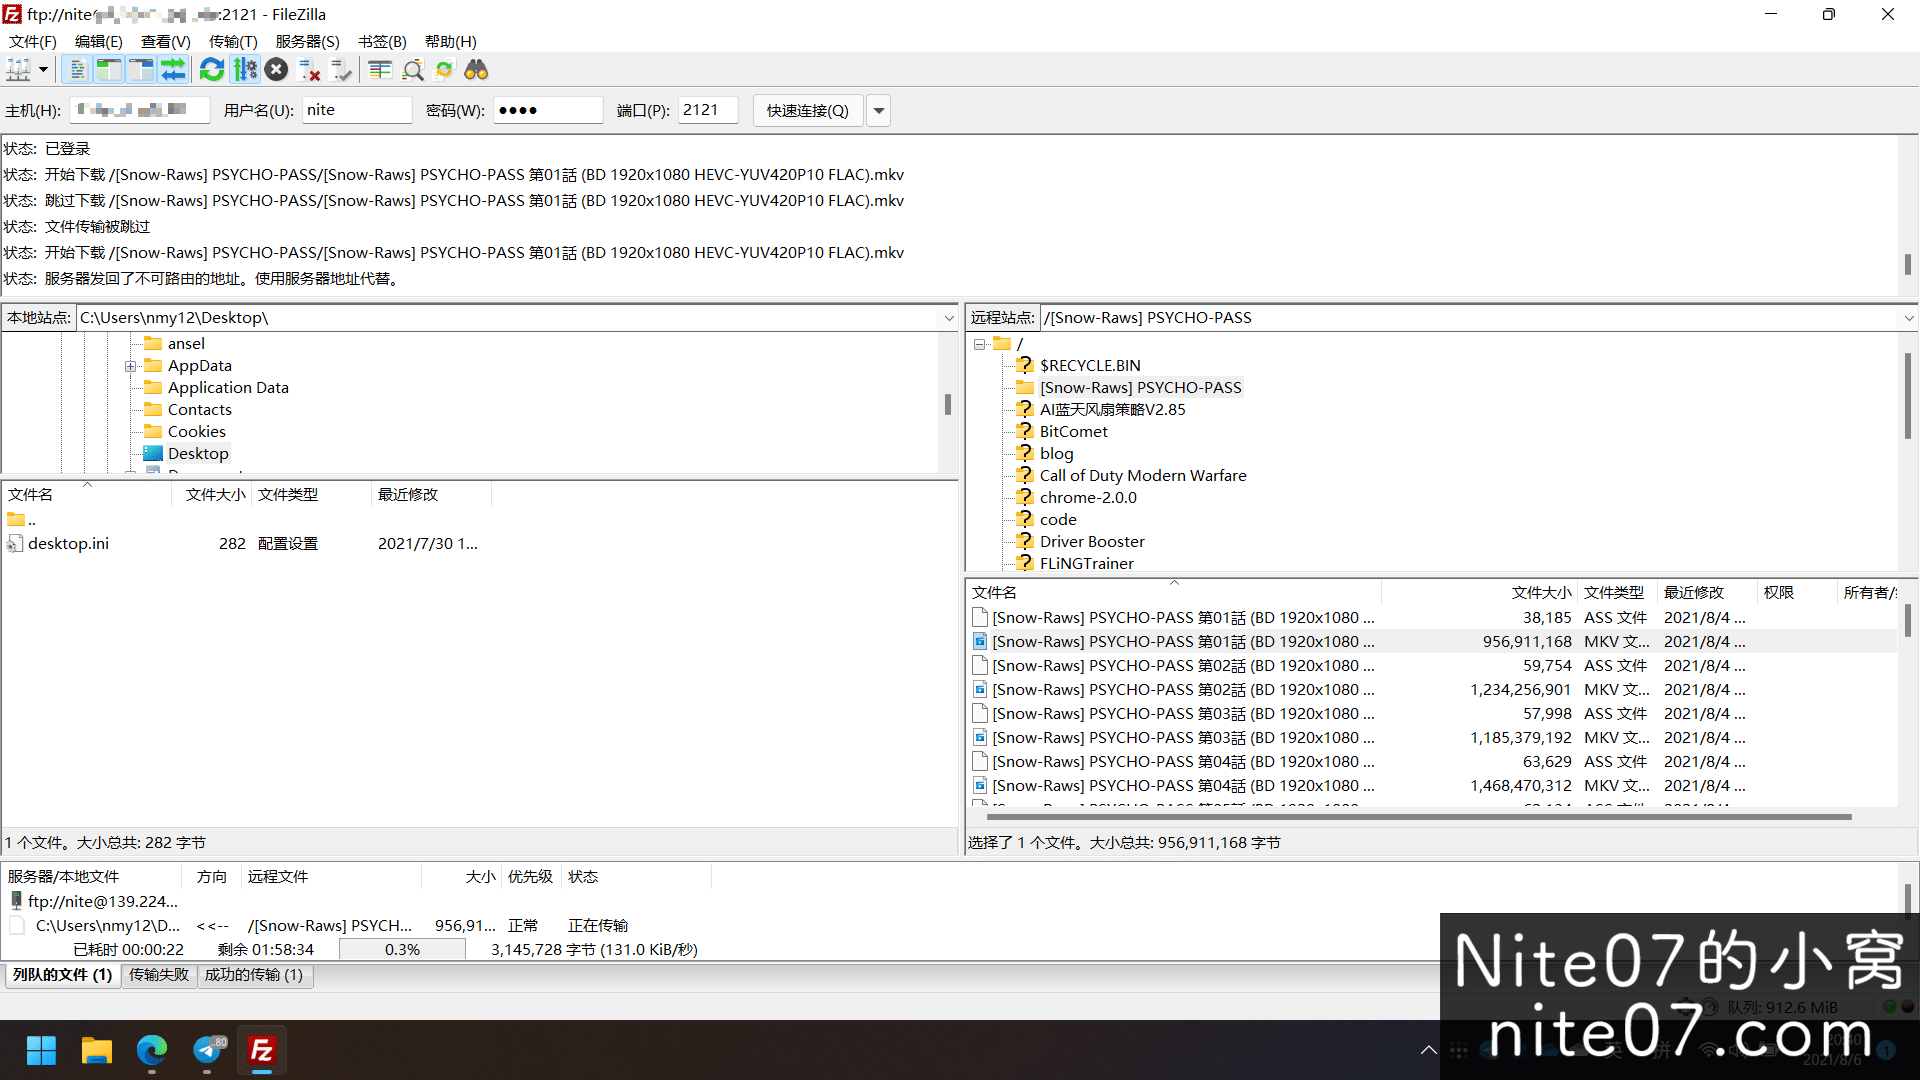 ftp://nite :2121 - FileZilla
文件(F) 编辑(E) 查看(V) 传输(T) 服务器(S) 书签(B) 帮助(H)
主机(H): 用户名(U): nite 密码(W): ●●●● 端口(P): 2121 快速连接(Q)
状态: 已登录
状态: 开始下载 /[Snow-Raws] PSYCHO-PASS/[Snow-Raws] PSYCHO-PASS 第01話 (BD 1920x1080 HEVC-YUV420P10 FLAC).mkv
状态: 跳过下载 /[Snow-Raws] PSYCHO-PASS/[Snow-Raws] PSYCHO-PASS 第01話 (BD 1920x1080 HEVC-YUV420P10 FLAC).mkv
状态: 文件传输被跳过
状态: 开始下载 /[Snow-Raws] PSYCHO-PASS/[Snow-Raws] PSYCHO-PASS 第01話 (BD 1920x1080 HEVC-YUV420P10 FLAC).mkv
状态: 服务器发回了不可路由的地址。使用服务器地址代替。
本地站点: C:\Users\nmy12\Desktop\
ansel
AppData
Application Data
Contacts
Cookies
Desktop
文件名 文件大小 文件类型 最近修改
..
desktop.ini 282 配置设置 2021/7/30 1...
1 个文件。大小总共: 282 字节
远程站点: /[Snow-Raws] PSYCHO-PASS
/
$RECYCLE.BIN
[Snow-Raws] PSYCHO-PASS
AI蓝天风扇策略V2.85
BitComet
blog
Call of Duty Modern Warfare
chrome-2.0.0
code
Driver Booster
FLiNGTrainer
文件名 文件大小 文件类型 最近修改 权限 所有者/
[Snow-Raws] PSYCHO-PASS 第01話 (BD 1920x1080 ... 38,185 ASS 文件 2021/8/4 ...
[Snow-Raws] PSYCHO-PASS 第01話 (BD 1920x1080 ... 956,911,168 MKV 文... 2021/8/4 ...
[Snow-Raws] PSYCHO-PASS 第02話 (BD 1920x1080 ... 59,754 ASS 文件 2021/8/4 ...
[Snow-Raws] PSYCHO-PASS 第02話 (BD 1920x1080 ... 1,234,256,901 MKV 文... 2021/8/4 ...
[Snow-Raws] PSYCHO-PASS 第03話 (BD 1920x1080 ... 57,998 ASS 文件 2021/8/4 ...
[Snow-Raws] PSYCHO-PASS 第03話 (BD 1920x1080 ... 1,185,379,192 MKV 文... 2021/8/4 ...
[Snow-Raws] PSYCHO-PASS 第04話 (BD 1920x1080 ... 63,629 ASS 文件 2021/8/4 ...
[Snow-Raws] PSYCHO-PASS 第04話 (BD 1920x1080 ... 1,468,470,312 MKV 文... 2021/8/4 ...
选择了 1 个文件。大小总共: 956,911,168 字节
服务器/本地文件 方向 远程文件 大小 优先级 状态
ftp://nite@139.224...
C:\Users\nmy12\D... <<-- /[Snow-Raws] PSYCH... 956,91... 正常 正在传输
已耗时 00:00:22 剩余 01:58:34 0.3% 3,145,728 字节 (131.0 KiB/秒)
列队的文件 (1) 传输失败 成功的传输 (1)
队列: 912.6 MiB
Nite07的小窝
nite07.com
80
英 拼
2021/8/6
1